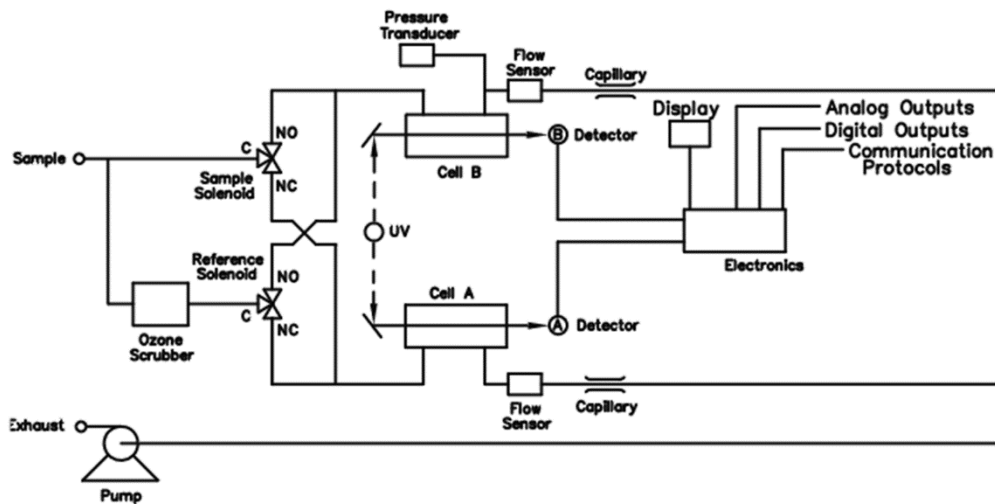 Pressure
Transducer
Flow
Sensor
Capillary
Display
Analog Outputs
Digital Outputs
Communication
Protocols
NO
C
Sample
Sample
Solenoid
NC
B
Detector
Cell B
UV
Electronics
Reference
Solenoid
NO
C
NC
Ozone
Scrubber
Cell A
A
Detector
Flow
Sensor
Capillary
Exhaust
Pump